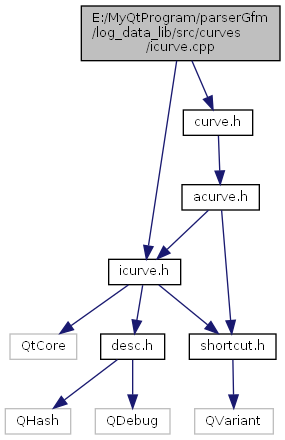 E:/MyQtProgram/parserGfm
/log_data_lib/src/curves
/icurve.cpp
curve.h
acurve.h
icurve.h
QtCore
desc.h
shortcut.h
QHash
QDebug
QVariant